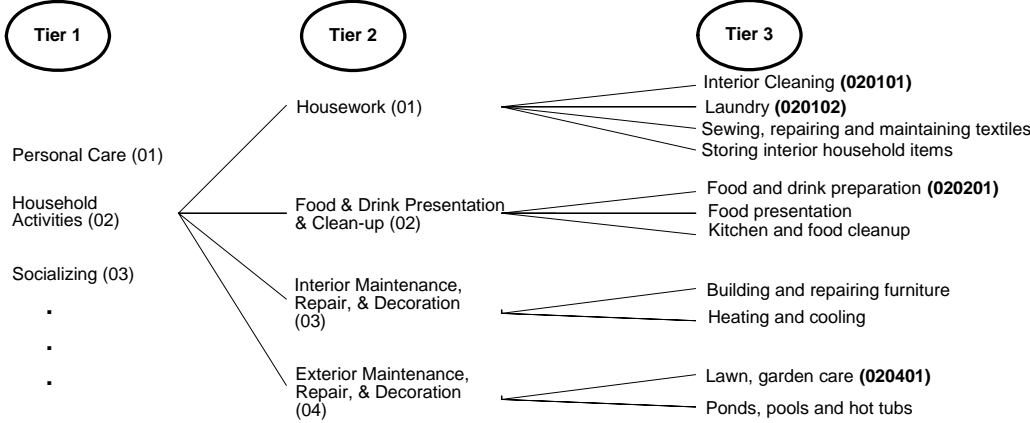 Tier 1
Tier 2
Tier 3
Personal Care (01)
Household
Activities (02)
Socializing (03)
Housework (01)
Food & Drink Presentation
& Clean-up (02)
Interior Maintenance,
Repair, & Decoration
(03)
Exterior Maintenance,
Repair, & Decoration
(04)
Interior Cleaning (020101)
Laundry (020102)
Sewing, repairing and maintaining textiles
Storing interior household items
Food and drink preparation (020201)
Food presentation
Kitchen and food cleanup
Building and repairing furniture
Heating and cooling
Lawn, garden care (020401)
Ponds, pools and hot tubs